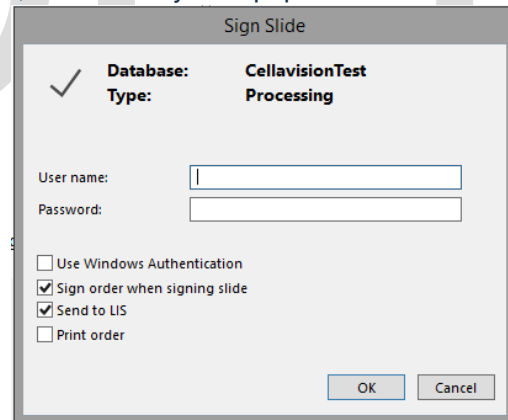 Sign Slide
Database: CellavisionTest
Type: Processing
User name:
Password:
Use Windows Authentication
Sign order when signing slide
Send to LIS
Print order
OK Cancel